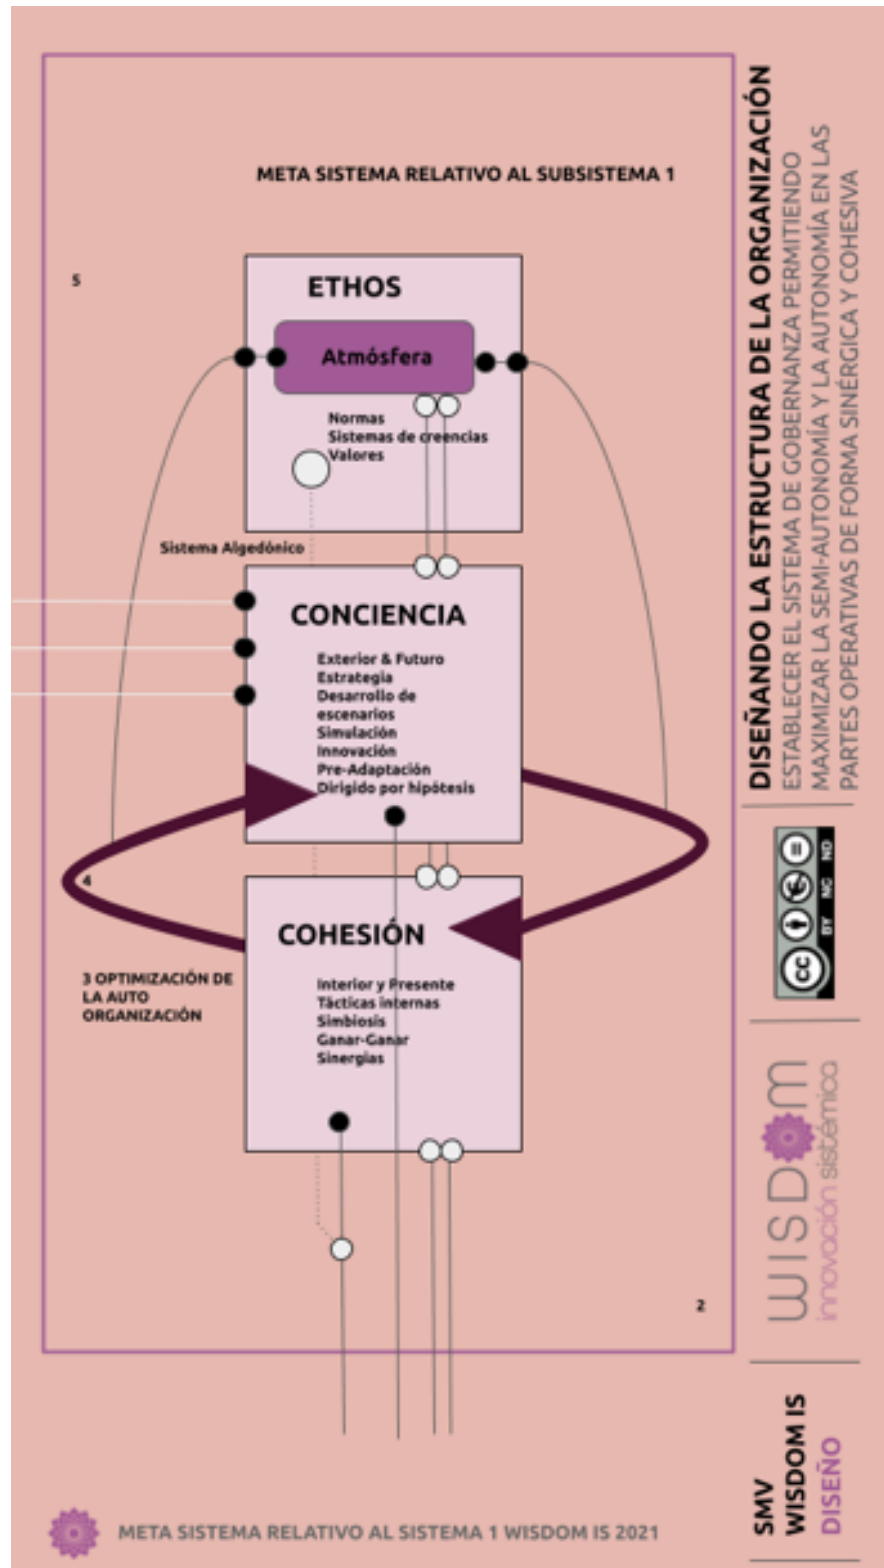 META SISTEMA RELATIVO AL SUBSISTEMA 1
5
ETHOS
Atmósfera
Normas
Sistemas de creencias
Valores
Sistema Algedónico
CONCIENCIA
Exterior & Futuro
Estrategia
Desarrollo de
escenarios
Simulación
Innovación
Pre-Adaptación
Dirigido por hipótesis
4
COHESIÓN
3 OPTIMIZACIÓN DE
LA AUTO
ORGANIZACIÓN
Interior y Presente
Tácticas internas
Simbiosis
Ganar-Ganar
Sinergias
2
META SISTEMA RELATIVO AL SISTEMA 1 WISDOM IS 2021
DISEÑANDO LA ESTRUCTURA DE LA ORGANIZACIÓN
ESTABLECER EL SISTEMA DE GOBERNANZA PERMITIENDO
MAXIMIZAR LA SEMI-AUTONOMÍA Y LA AUTONOMÍA EN LAS
PARTES OPERATIVAS DE FORMA SINÉRGICA Y COHESIVA
CC
BY NC ND
WISDOM
innovación sistémica
SMV
WISDOM IS
DISEÑO